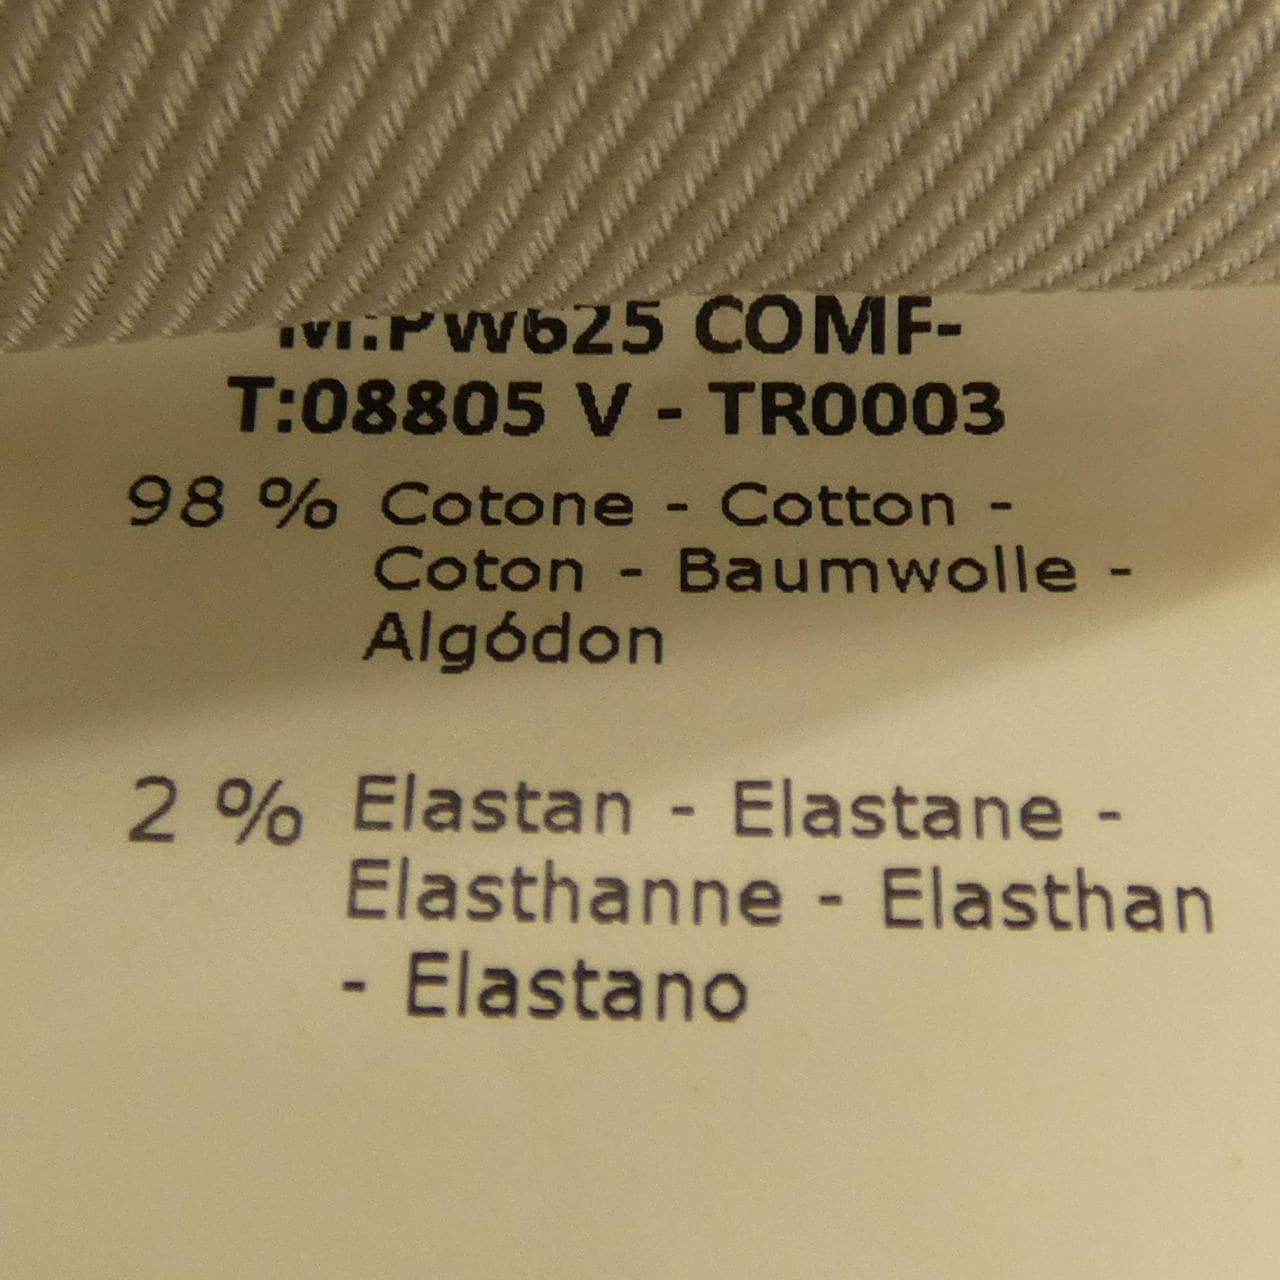 M:PW625 COMF-
T:08805 V - TR0003
98 % Cotone - Cotton -
Coton - Baumwolle -
Algódon
2 % Elastan - Elastane -
Elasthanne - Elasthan
- Elastano